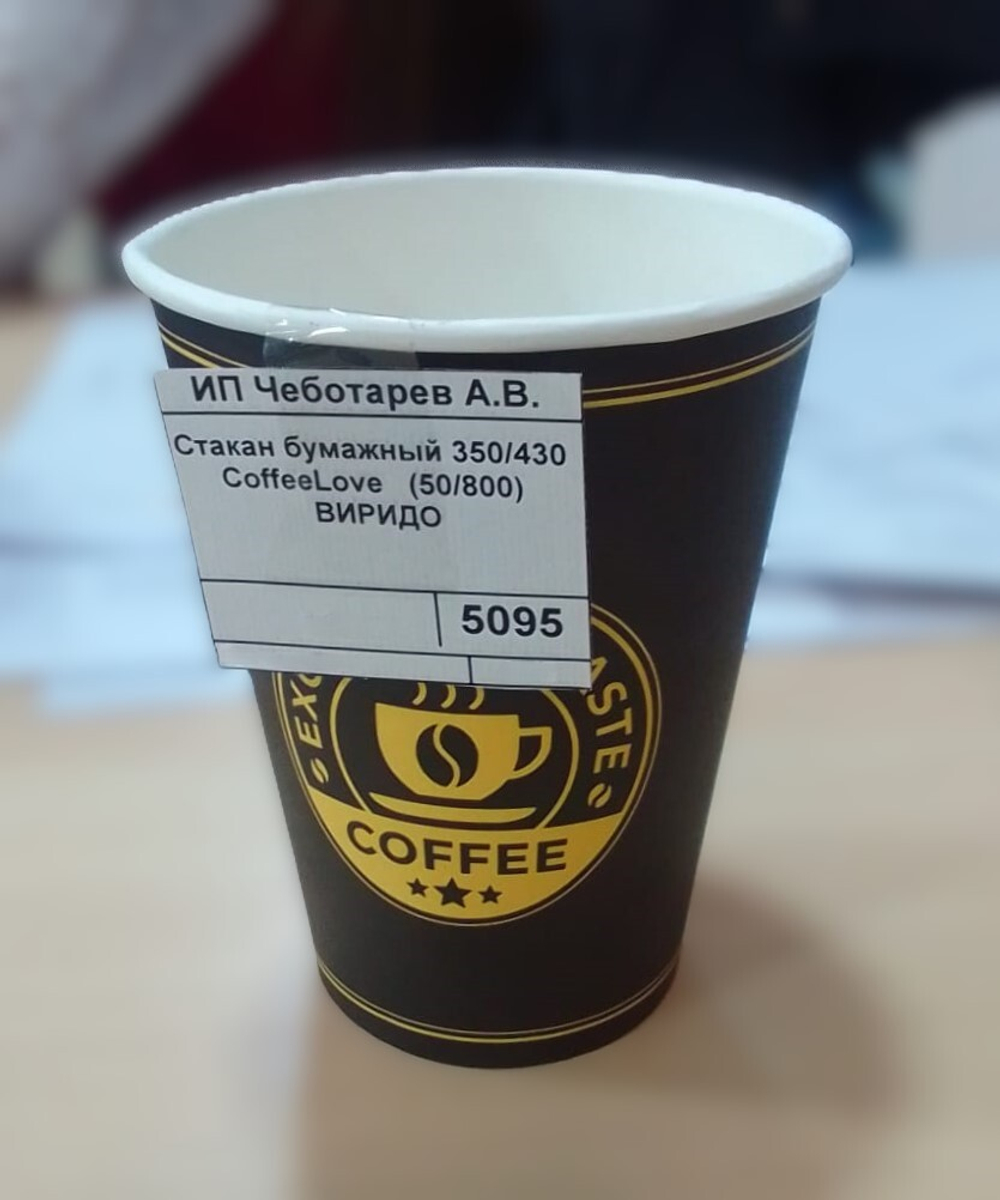 ИП Чеботарев А.В.
Стакан бумажный 350/430
CoffeeLove (50/800)
ВИРИДО
5095
COFFEE